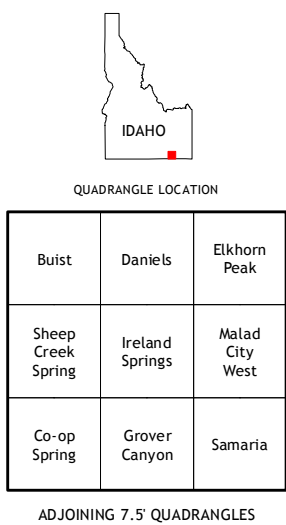 IDAHO
QUADRANGLE LOCATION
Buist
Daniels
Elkhorn
Peak
Sheep
Creek
Spring
Ireland
Springs
Malad
City
West
Co-op
Spring
Grover
Canyon
Samaria
ADJOINING 7.5' QUADRANGLES